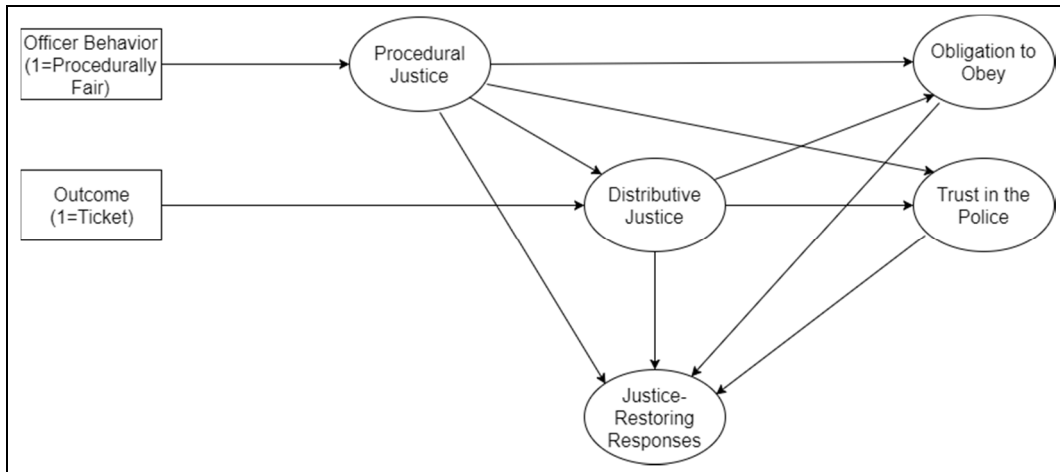 Officer Behavior
(1=Procedurally
Fair)
Procedural
Justice
Obligation to
Obey
Outcome
(1=Ticket)
Distributive
Justice
Trust in the
Police
Justice-
Restoring
Responses